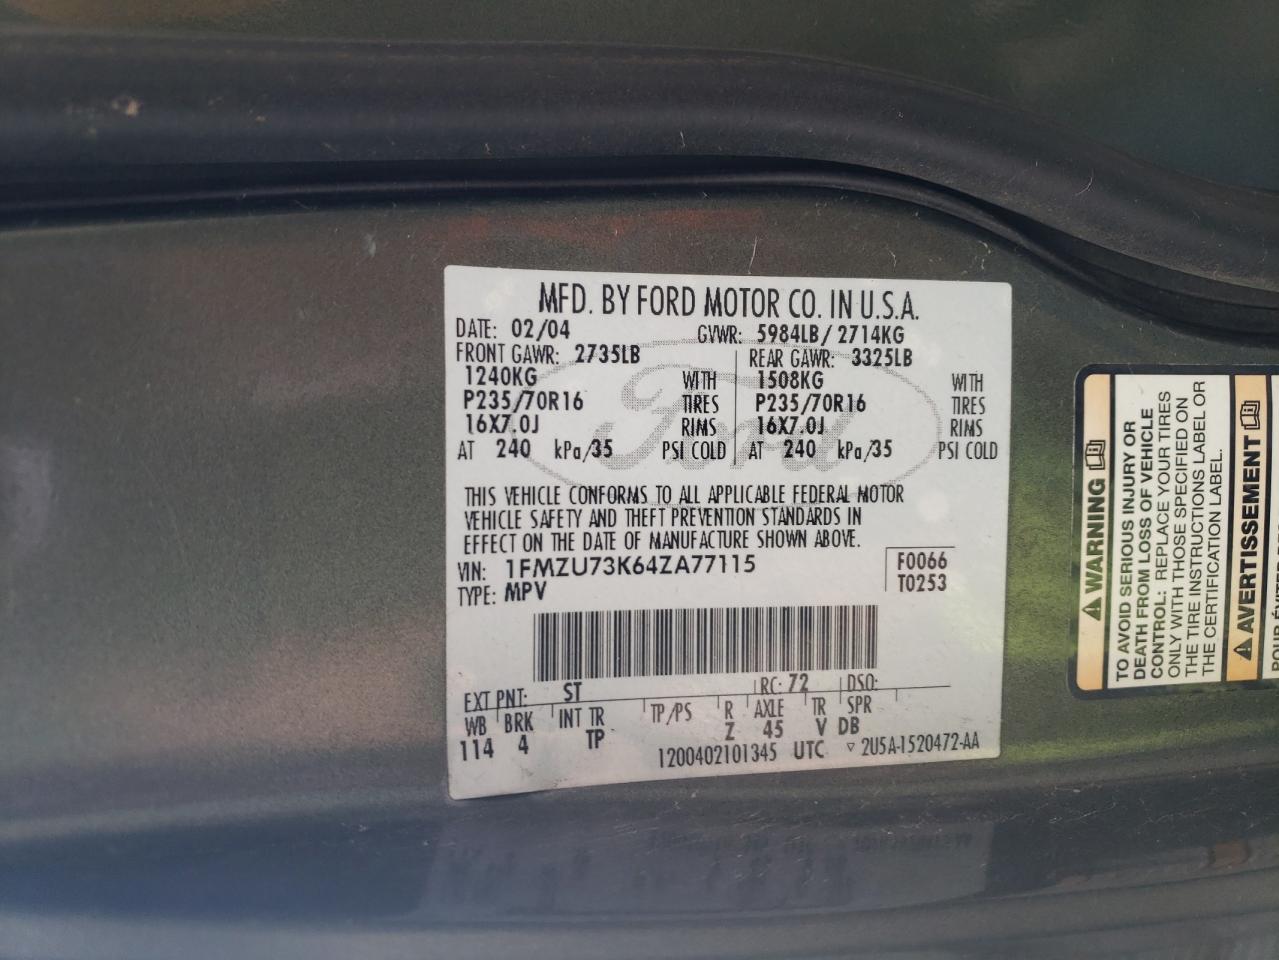 MFD. BY FORD MOTOR CO. IN U.S.A.
DATE: 02/04 GVWR: 5984LB/2714KG
FRONT GAWR: 2735LB REAR GAWR: 3325LB
1240KG WITH 1508KG WITH
P235/70R16 TIRES P235/70R16 TIRES
16X7.0J RIMS 16X7.0J RIMS
AT 240 kPa/35 PSI COLD AT 240 kPa/35 PSI COLD
Ford
THIS VEHICLE CONFORMS TO ALL APPLICABLE FEDERAL MOTOR
VEHICLE SAFETY AND THEFT PREVENTION STANDARDS IN
EFFECT ON THE DATE OF MANUFACTURE SHOWN ABOVE.
VIN: 1FMZU73K64ZA77115 F0066
TYPE: MPV T0253
EXT PNT: ST RC: 72 DSO:
WB BRK INT TR TP/PS R AXLE TR SPR
114 4 TP Z 45 V DB
1200402101345 UTC ▽ 2U5A-1520472-AA
⚠ WARNING
TO AVOID SERIOUS INJURY OR
DEATH FROM LOSS OF VEHICLE
CONTROL: REPLACE YOUR TIRES
ONLY WITH THOSE SPECIFIED ON
THE TIRE INSTRUCTIONS LABEL OR
THE CERTIFICATION LABEL.
⚠ AVERTISSEMENT
POUR ÉVITER